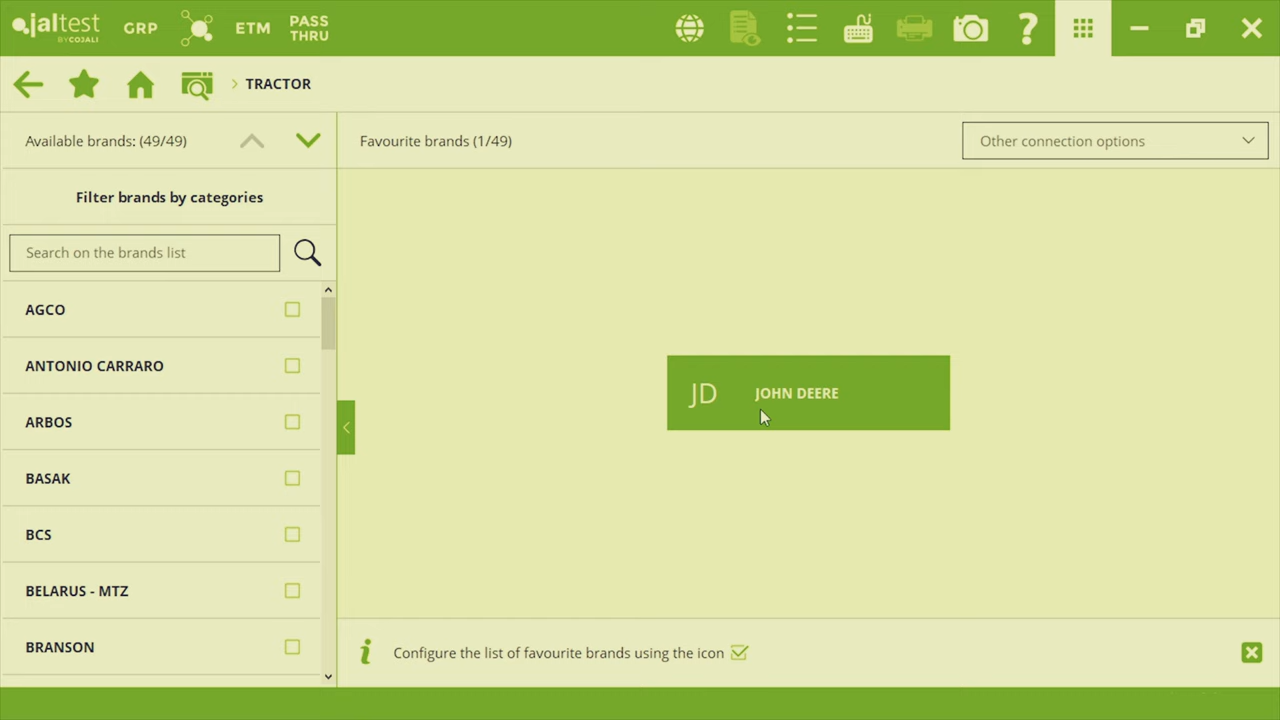 jaltest
BY COJALI
GRP
ETM
PASS
THRU
TRACTOR
Available brands: (49/49)
Favourite brands (1/49)
Other connection options
Filter brands by categories
Search on the brands list
AGCO
ANTONIO CARRARO
ARBOS
BASAK
BCS
BELARUS - MTZ
BRANSON
JD JOHN DEERE
Configure the list of favourite brands using the icon